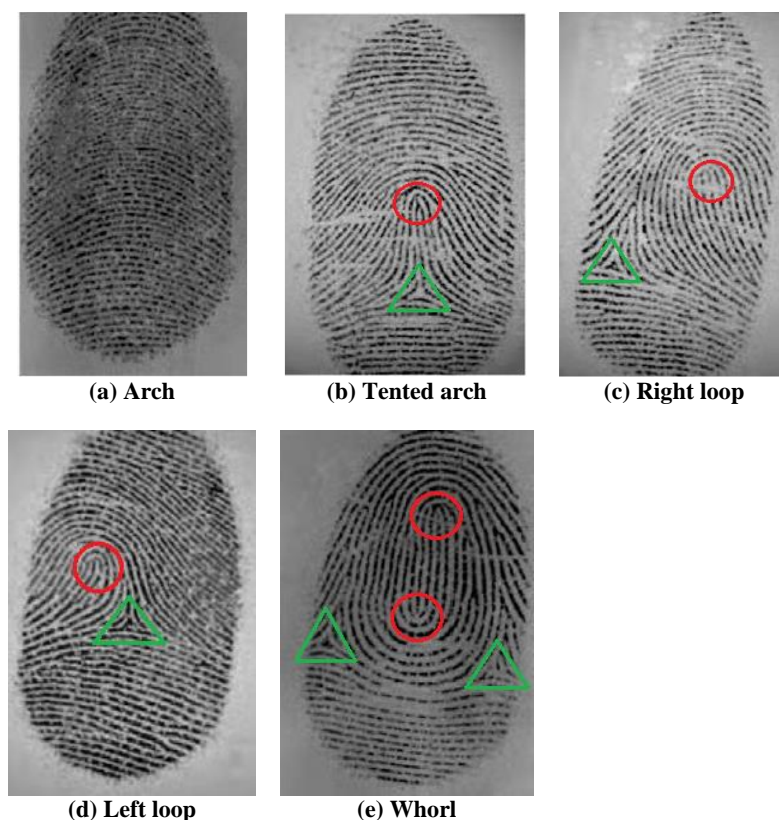 (a) Arch
(b) Tented arch
(c) Right loop
(d) Left loop
(e) Whorl